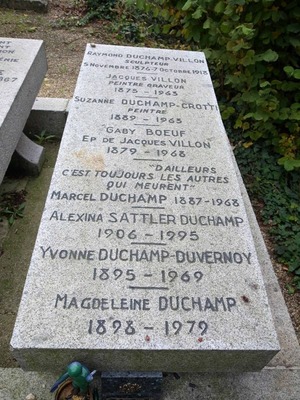 RAYMOND DUCHAMP-VILLON
SCULPTEUR
5 NOVEMBRE 1876-7 OCTOBRE 1918
JACQUES VILLON
PEINTRE GRAVEUR
1875 - 1963
SUZANNE DUCHAMP-CROTTI
PEINTRE
1889 - 1963
GABY BOEUF
EP DE JACQUES VILLON
1879 - 1968
"D'AILLEURS
C'EST TOUJOURS LES AUTRES
QUI MEURENT"
MARCEL DUCHAMP 1887-1968
ALEXINA SATTLER DUCHAMP
1906 - 1995
YVONNE DUCHAMP-DUVERNOY
1895 - 1969
MAGDELEINE DUCHAMP
1898 - 1979